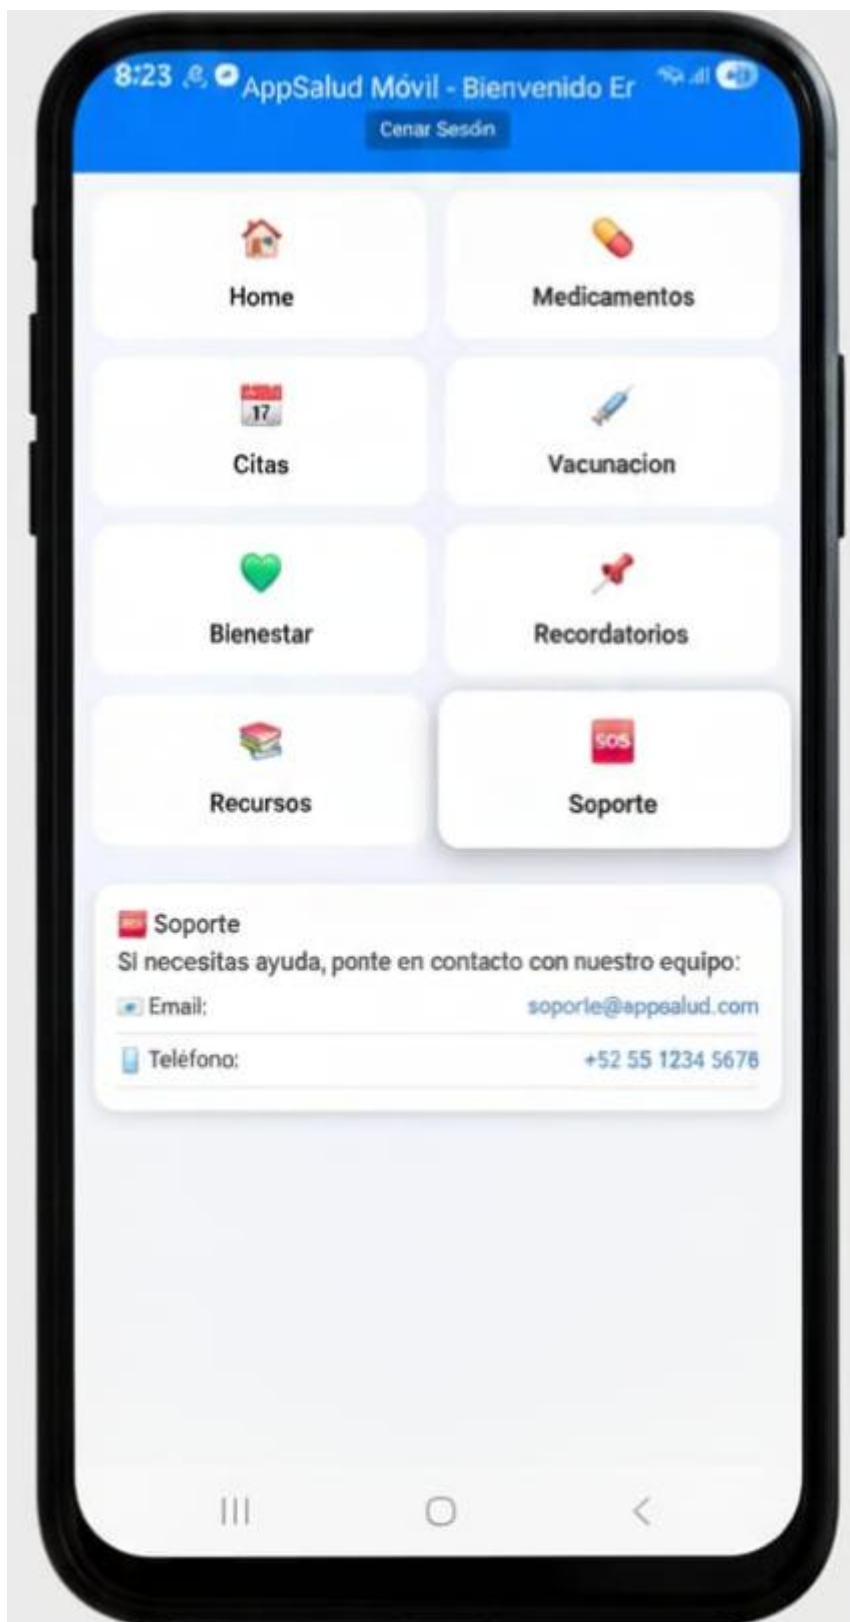 8:23
AppSalud Móvil - Bienvenido Er
Cenar Sesdin
Home
Medicamentos
17
Citas
Vacunacion
Bienestar
Recordatorios
Recursos
SOS
Soporte
Soporte
Si necesitas ayuda, ponte en contacto con nuestro equipo:
Email: soporte@appsalud.com
Teléfono: +52 55 1234 5678